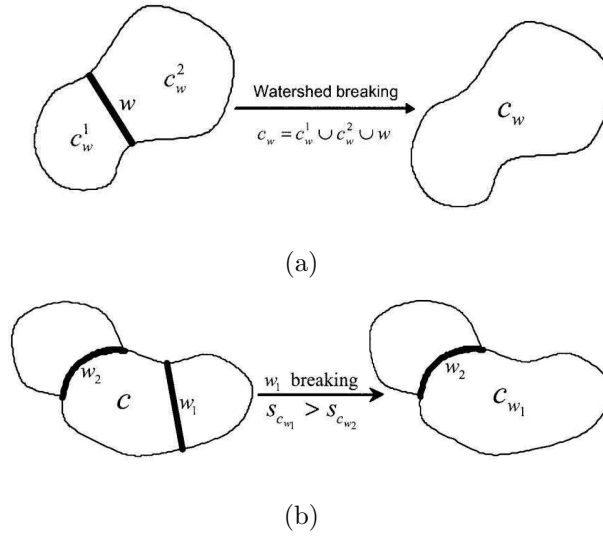 c_w^2
w
c_w^1
Watershed breaking
c_w = c_w^1 ∪ c_w^2 ∪ w
c_w
(a)
w_2
c
w_1
w_1 breaking
s_{c_{w_1}} > s_{c_{w_2}}
w_2
c_{w_1}
(b)